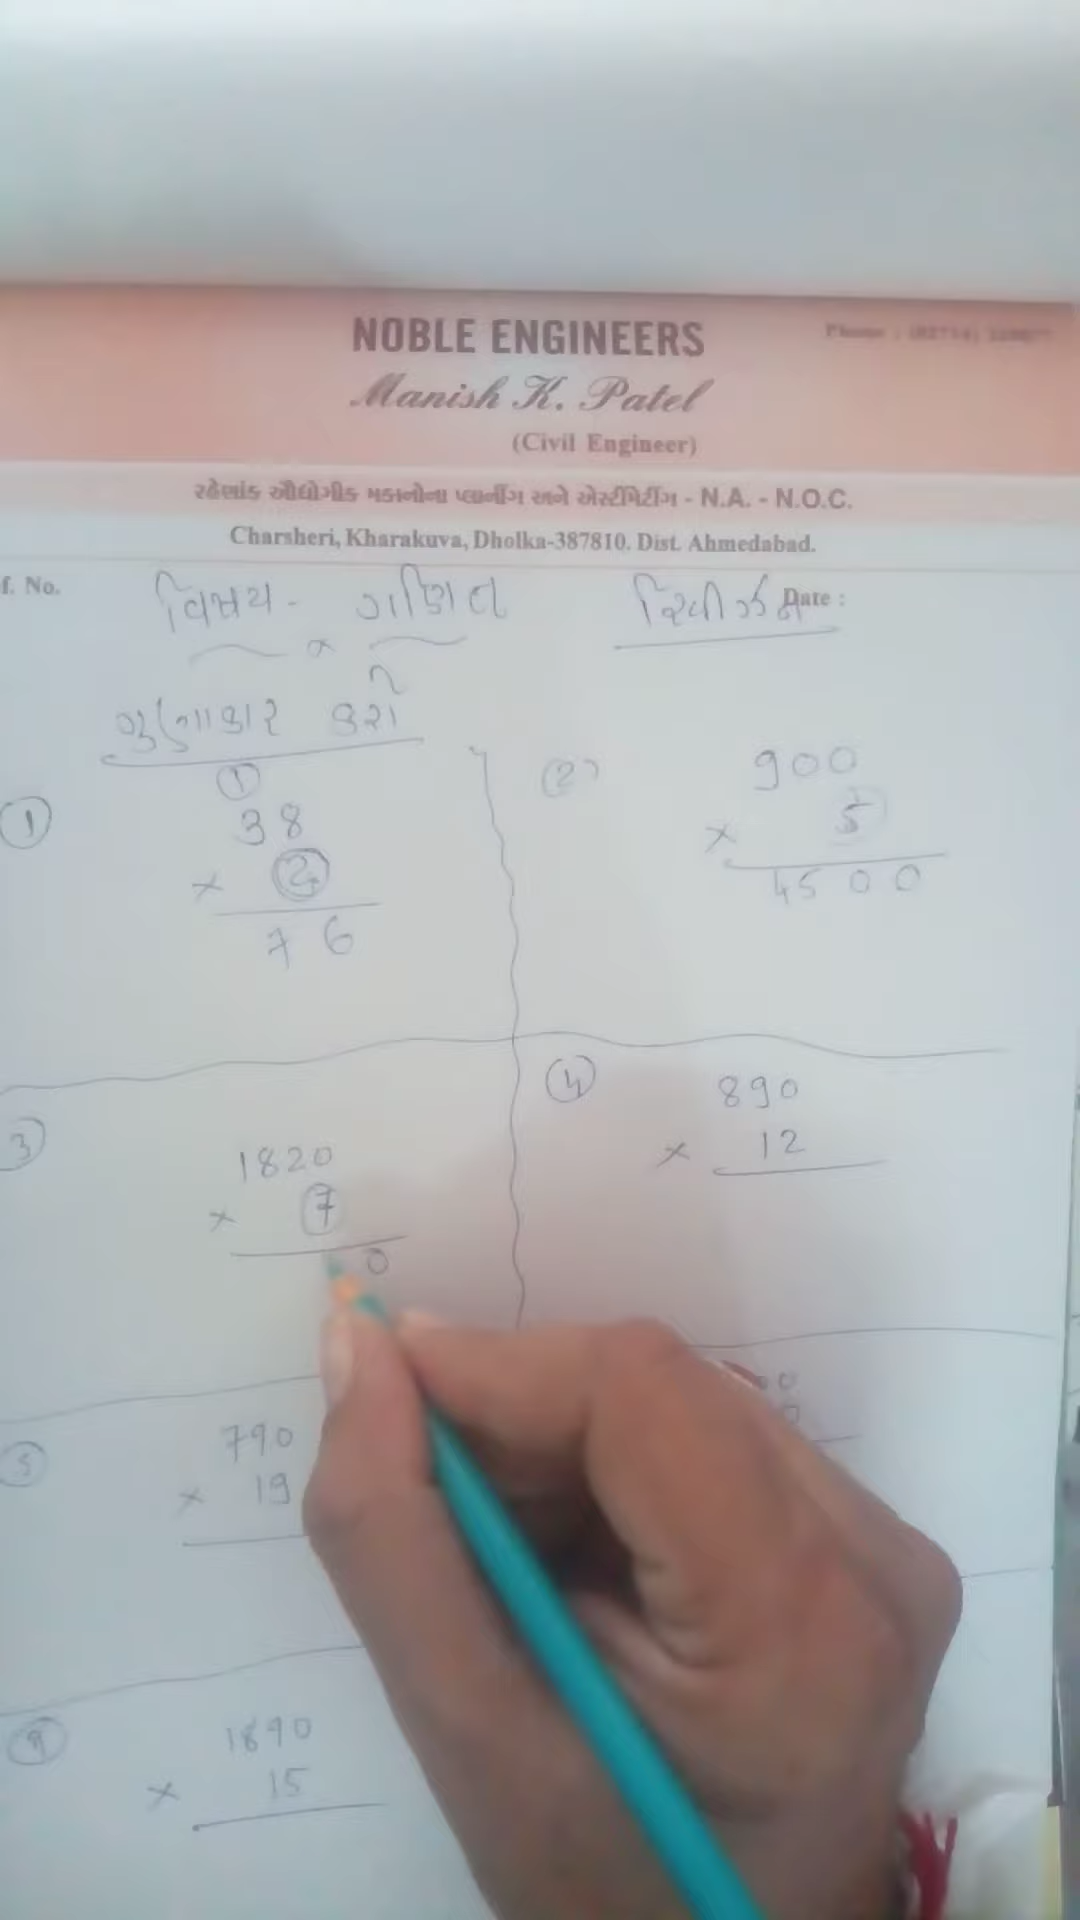 NOBLE ENGINEERS
Manish K. Patel
(Civil Engineer)
રહેણાંક ઔદ્યોગીક મકાનોના પ્લાનીંગ અને એસ્ટીમેટીંગ - N.A. - N.O.C.
Charsheri, Kharakuva, Dholka-387810. Dist. Ahmedabad.
f. No.
વિષય - ગણિત
Date :
ગુણાકાર કરો
1
1
38
× 2
76
(2)
900
× 5
4500
3
1820
× 7
0
4
890
× 12
5
790
× 19
9
1890
× 15